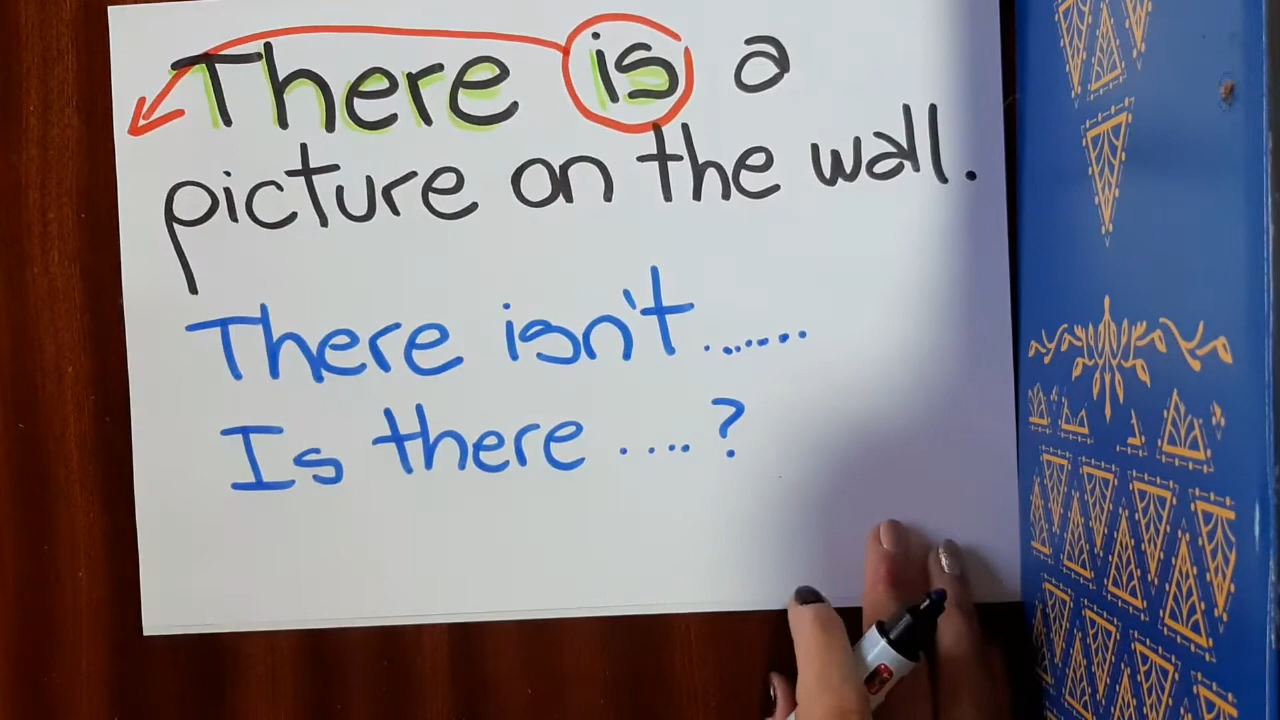 There is a
picture on the wall.
There isn't.......
Is there ....?